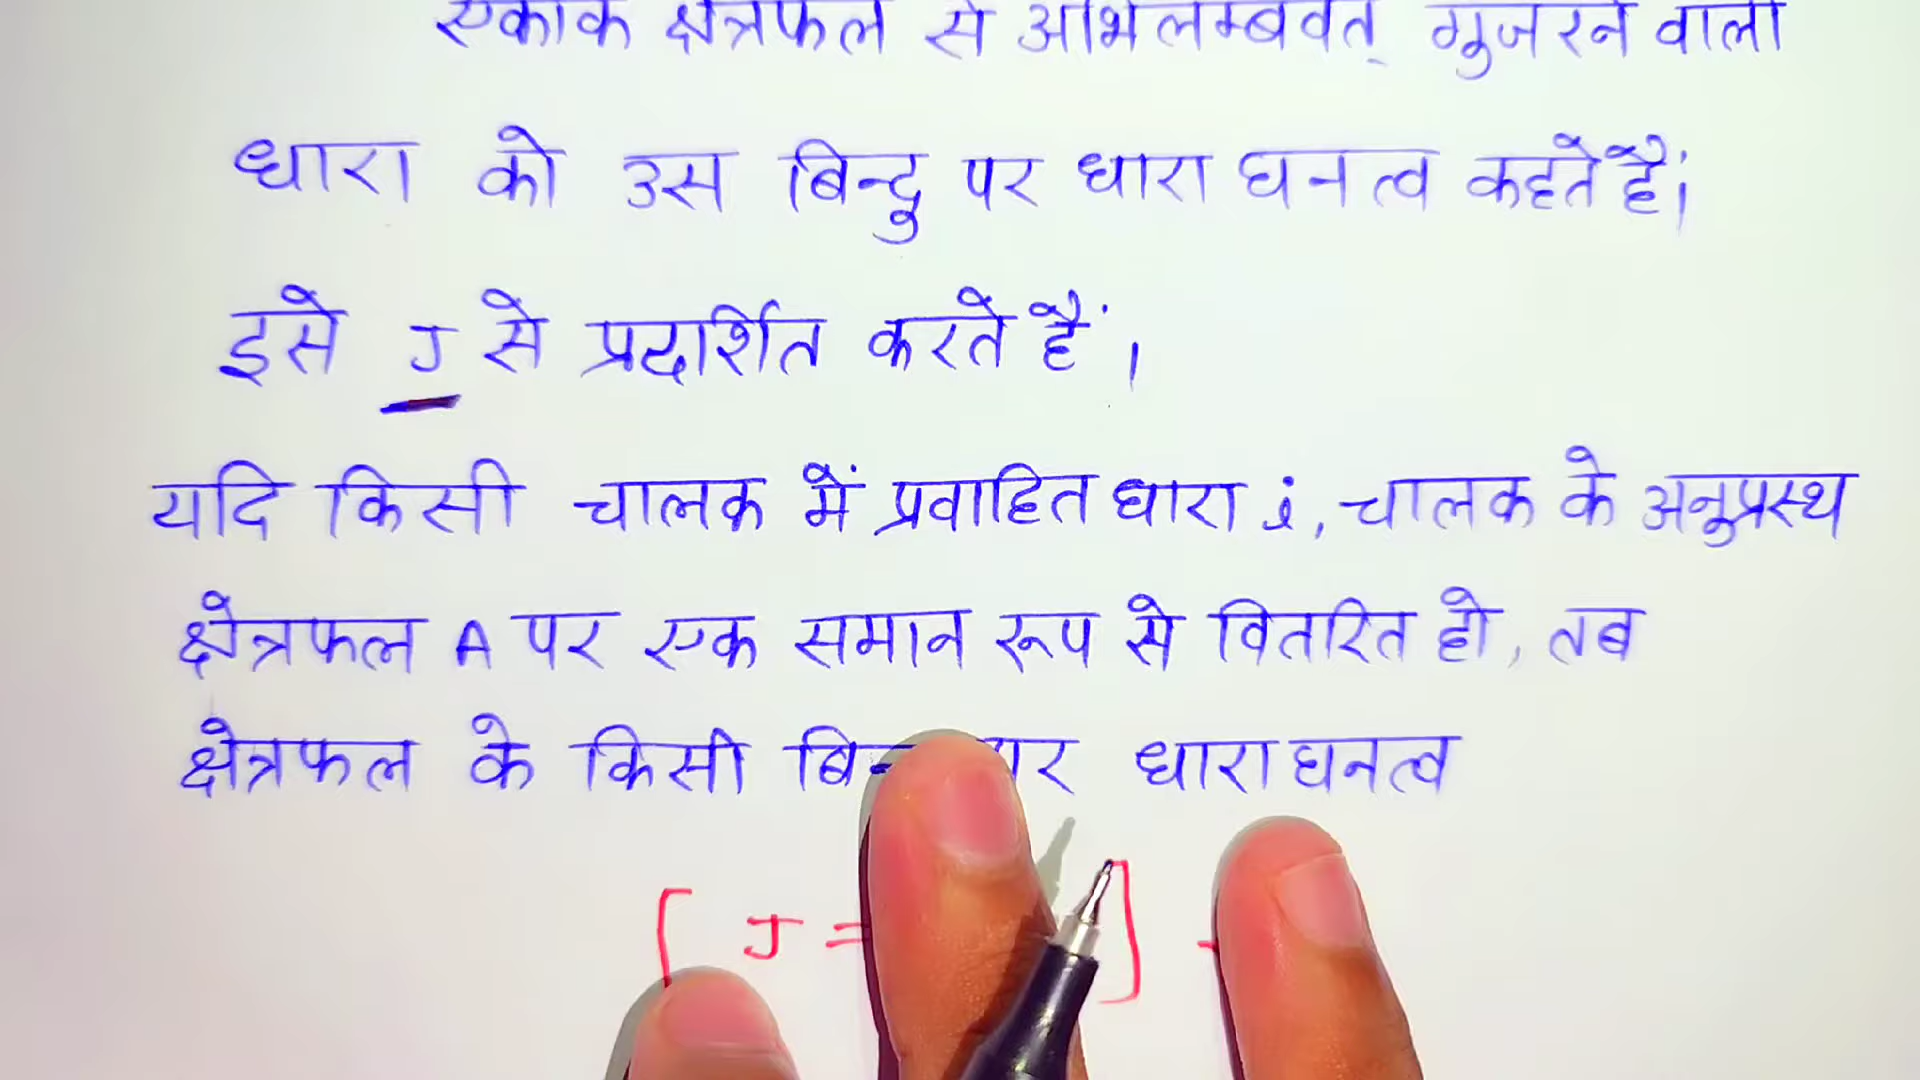 एकांक क्षेत्रफल से अभिलम्बवत् गुजरने वाली
धारा को उस बिन्दु पर धारा घनत्व कहते हैं।
इसे J से प्रदार्शित करते हैं।
यदि किसी चालक में प्रवाहित धारा i, चालक के अनुप्रस्थ
क्षेत्रफल A पर एक समान रूप से वितरित हो, तब
क्षेत्रफल के किसी पर धारा घनत्व
[ J = ] -